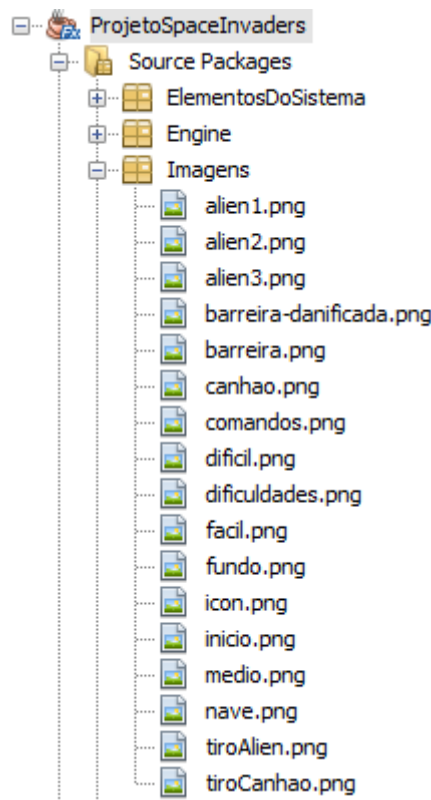 ProjetoSpaceInvaders
Source Packages
ElementosDoSistema
Engine
Imagens
alien1.png
alien2.png
alien3.png
barreira-danificada.png
barreira.png
canhao.png
comandos.png
dificil.png
dificuldades.png
facil.png
fundo.png
icon.png
inicio.png
medio.png
nave.png
tiroAlien.png
tiroCanhao.png